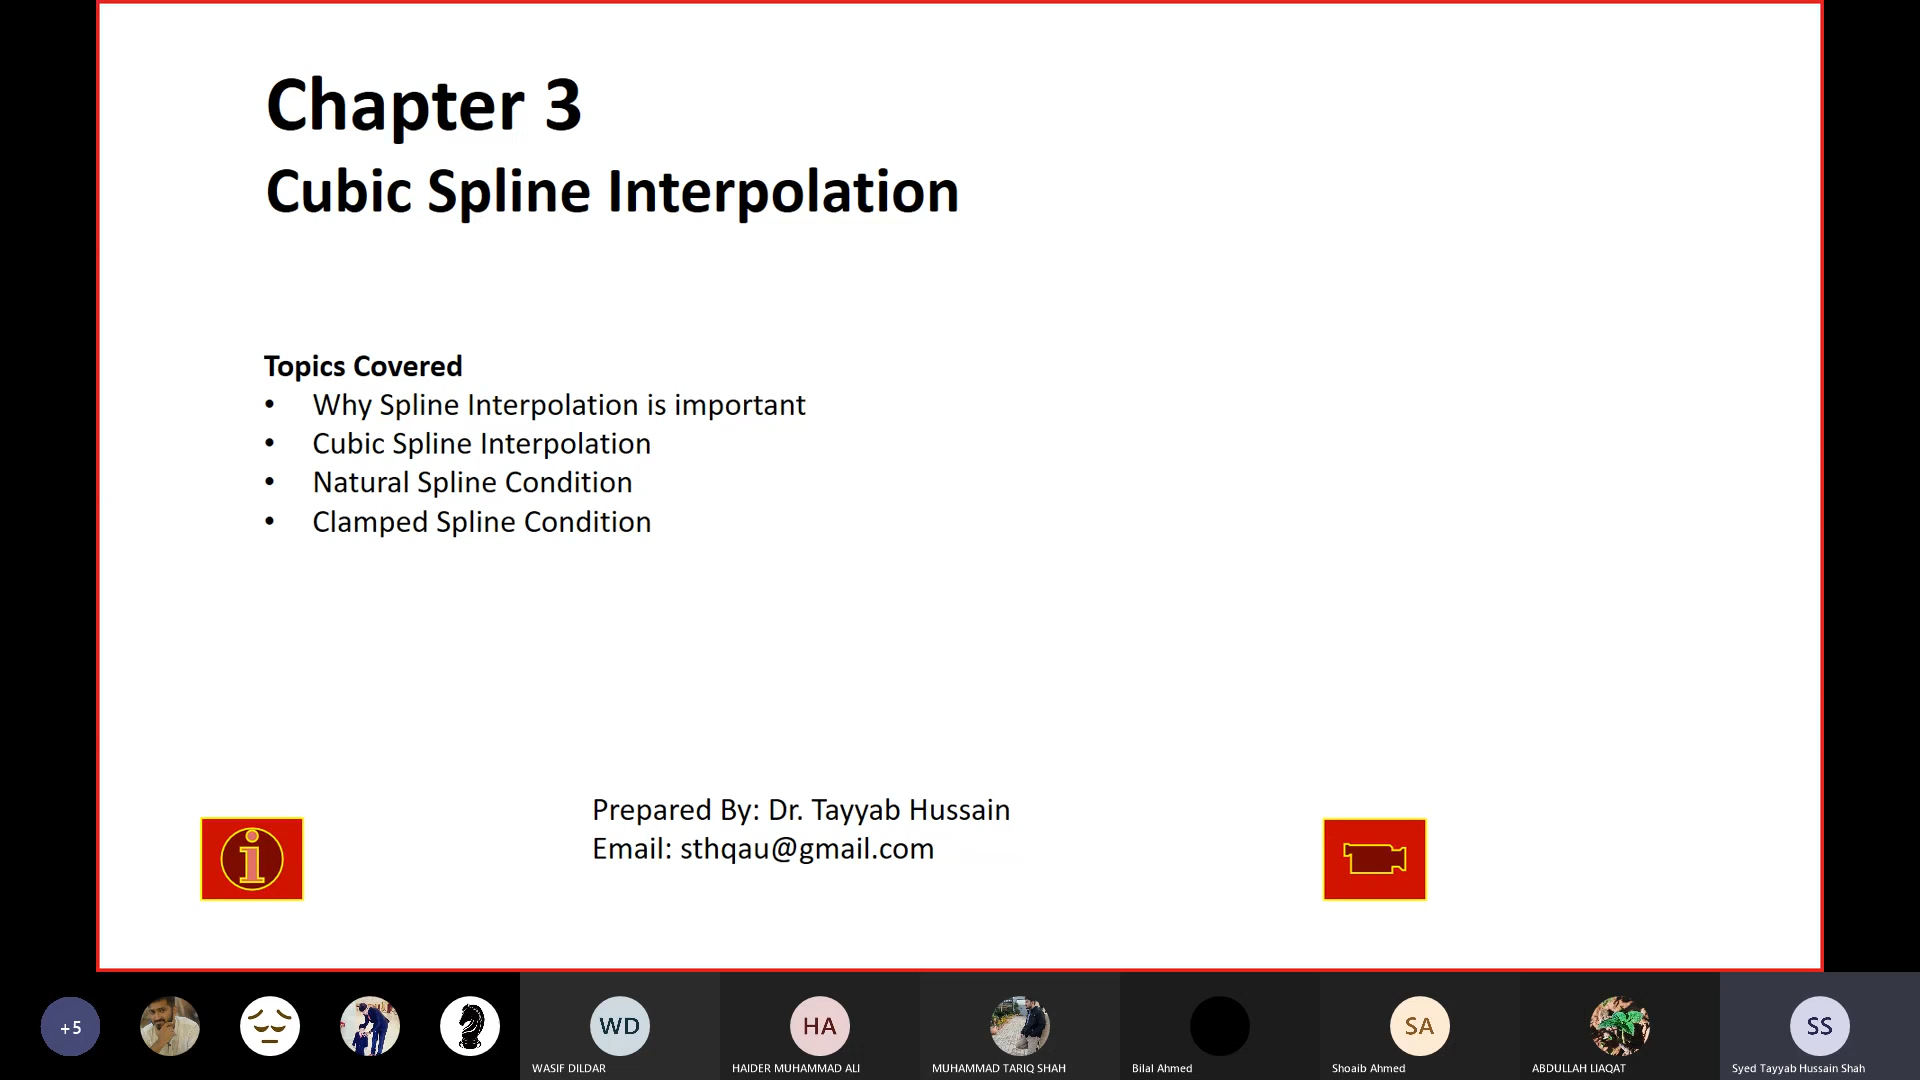 Chapter 3
Cubic Spline Interpolation
Topics Covered
• Why Spline Interpolation is important
• Cubic Spline Interpolation
• Natural Spline Condition
• Clamped Spline Condition
Prepared By: Dr. Tayyab Hussain
Email: sthqau@gmail.com
i
+5
WD
HA
SA
SS
WASIF DILDAR
HAIDER MUHAMMAD ALI
MUHAMMAD TARIQ SHAH
Bilal Ahmed
Shoaib Ahmed
ABDULLAH LIAQAT
Syed Tayyab Hussain Shah